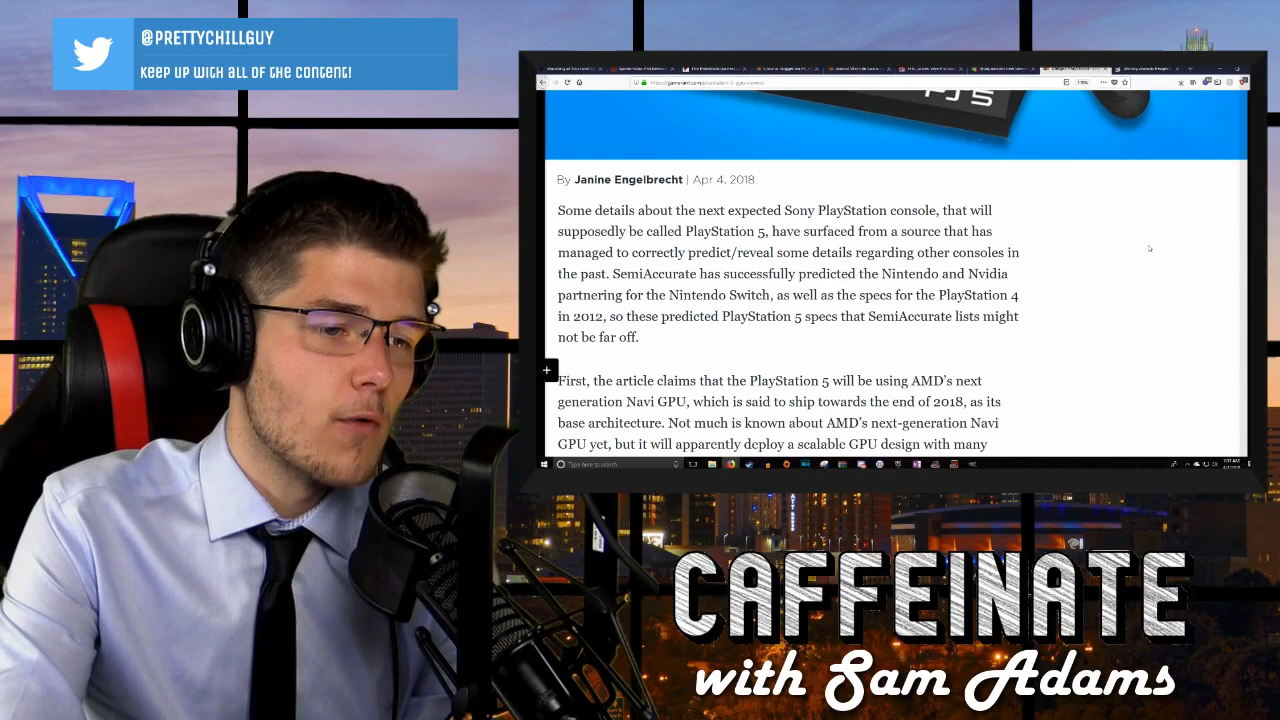 @PRETTYCHILLGUY
Keep up with all of the content!
PS5
By Janine Engelbrecht | Apr 4, 2018
Some details about the next expected Sony PlayStation console, that will
supposedly be called PlayStation 5, have surfaced from a source that has
managed to correctly predict/reveal some details regarding other consoles in
the past. SemiAccurate has successfully predicted the Nintendo and Nvidia
partnering for the Nintendo Switch, as well as the specs for the PlayStation 4
in 2012, so these predicted PlayStation 5 specs that SemiAccurate lists might
not be far off.
+
First, the article claims that the PlayStation 5 will be using AMD's next
generation Navi GPU, which is said to ship towards the end of 2018, as its
base architecture. Not much is known about AMD's next-generation Navi
GPU yet, but it will apparently deploy a scalable GPU design with many
Type here to search
CAFFEINATE
with Sam Adams